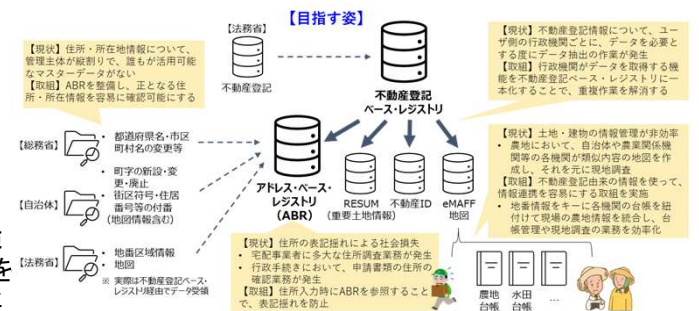 【目指す姿】
【現状】住所・所在地情報について、
管理主体が縦割りで、誰もが活用可能
なマスターデータがない
【取組】ABRを整備し、正となる住
所・所在情報を容易に確認可能にする
【法務省】
不動産登記
不動産登記
ベース・レジストリ
【現状】不動産登記情報について、ユー
ザ側の行政機関ごとに、データを必要と
する度にデータ抽出の作業が発生
【取組】行政機関がデータを取得する機
能を不動産登記ベース・レジストリに一
本化することで、重複作業を解消する
【総務省】
・ 都道府県名・市区
町村名の変更等
【自治体】
・ 町字の新設・変
更・廃止
・ 街区符号・住居
番号等の付番
(地図情報含む)
【法務省】
・ 地番区域情報
・ 地図
※ 実際は不動産登記ベース・
レジストリ経由でデータ受領
アドレス・ベース・
レジストリ
(ABR)
RESUM
(重要土地情報)
不動産ID
eMAFF
地図
【現状】土地・建物の情報管理が非効率
・ 農地において、自治体や農業関係機
関等の各機関が類似内容の地図を作
成し、それを元に現地調査
【取組】不動産登記由来の情報を使って、
情報連携を容易にする取組を実施
・ 地番情報をキーに各機関の台帳を紐
付けて現場の農地情報を統合し、台
帳管理や現地調査の業務を効率化
【現状】住所の表記揺れによる社会損失
・ 宅配事業者に多大な住所調査業務が発生
・ 行政手続きにおいて、申請書類の住所の
確認業務が発生
【取組】住所入力時にABRを参照すること
で、表記揺れを防止
農地
台帳
水田
台帳
…
を